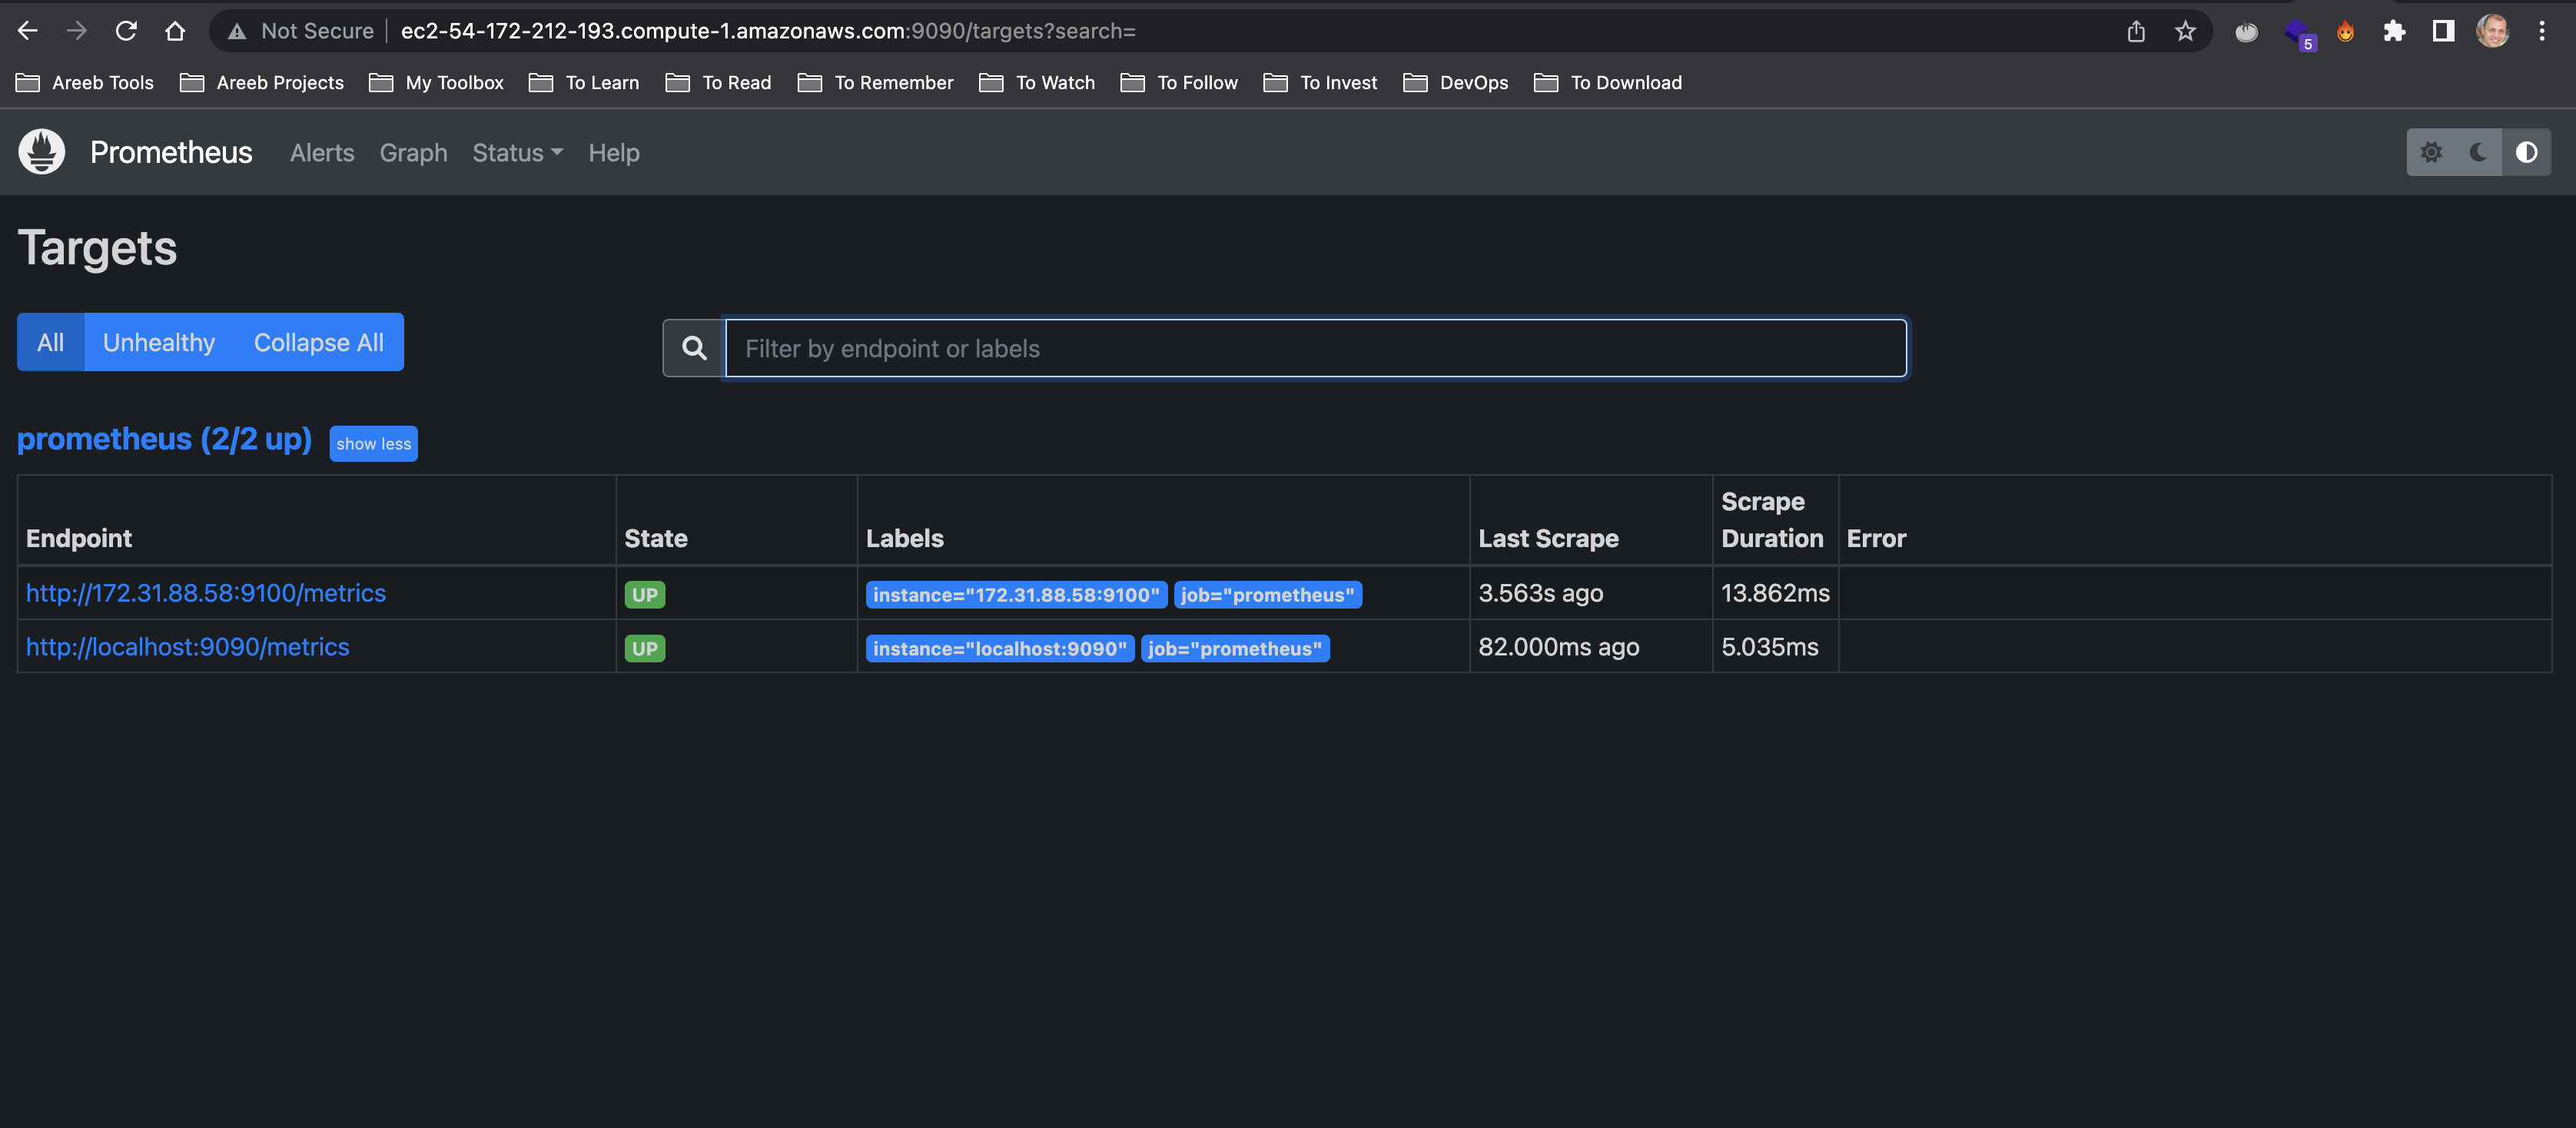 Not Secure ec2-54-172-212-193.compute-1.amazonaws.com:9090/targets?search= 5
Areeb Tools Areeb Projects My Toolbox To Learn To Read To Remember To Watch To Follow To Invest DevOps To Download
Prometheus Alerts Graph Status Help
Targets
All Unhealthy Collapse All Filter by endpoint or labels
prometheus (2/2 up) show less
Endpoint State Labels Last Scrape Scrape Duration Error
http://172.31.88.58:9100/metrics UP instance="172.31.88.58:9100" job="prometheus" 3.563s ago 13.862ms
http://localhost:9090/metrics UP instance="localhost:9090" job="prometheus" 82.000ms ago 5.035ms